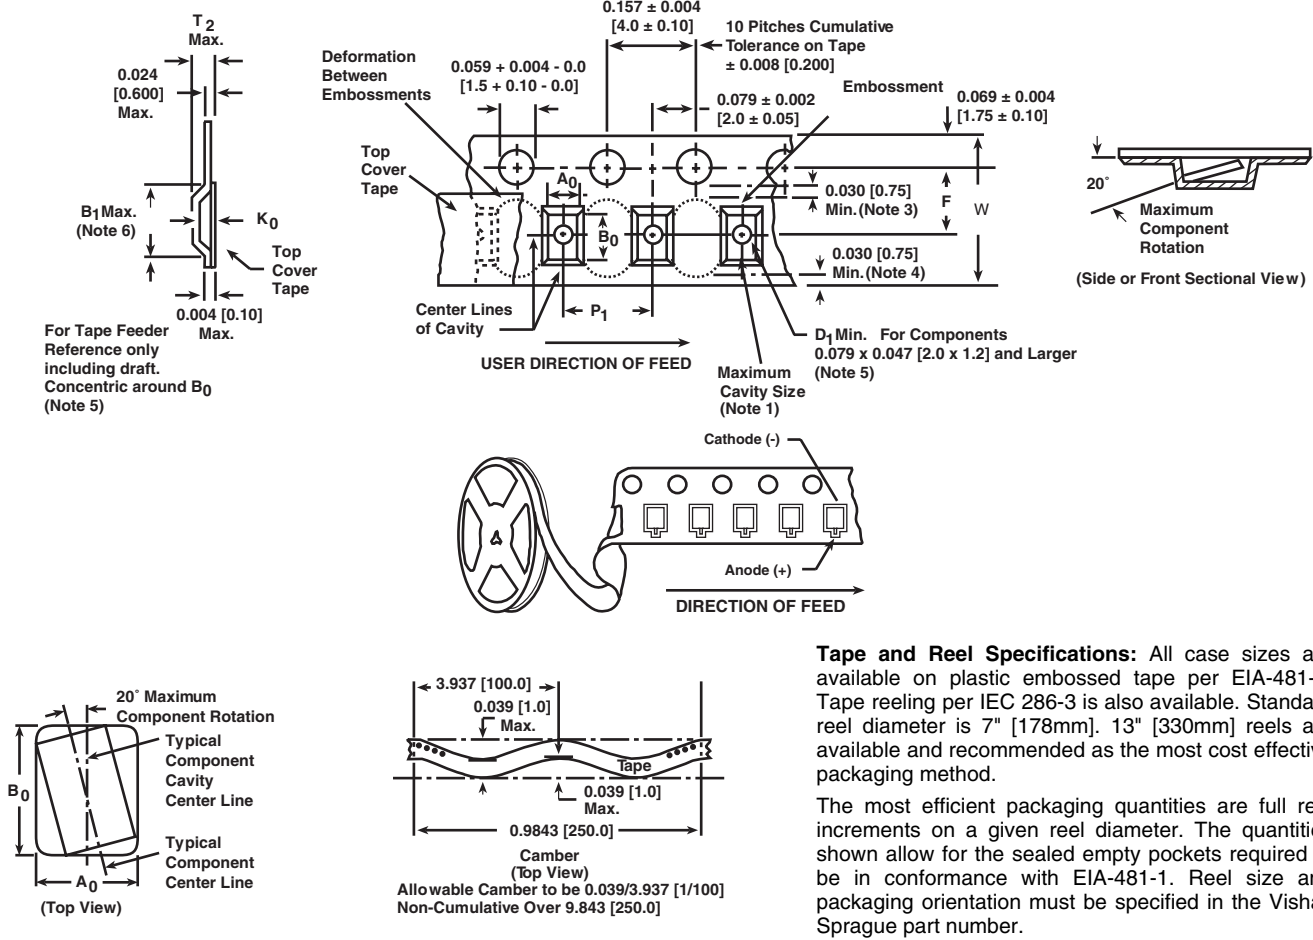 T2
Max.
0.024
[0.600]
Max.
B1Max.
(Note 6)
K0
Top
Cover
Tape
0.004 [0.10]
Max.
For Tape Feeder
Reference only
including draft.
Concentric around B0
(Note 5)
Deformation
Between
Embossments
0.059 + 0.004 - 0.0
[1.5 + 0.10 - 0.0]
0.157 ± 0.004
[4.0 ± 0.10]
10 Pitches Cumulative
Tolerance on Tape
± 0.008 [0.200]
0.079 ± 0.002
[2.0 ± 0.05]
Embossment
0.069 ± 0.004
[1.75 ± 0.10]
Top
Cover
Tape
A0
B0
0.030 [0.75]
Min.(Note 3)
F
W
0.030 [0.75]
Min.(Note 4)
Center Lines
of Cavity
P1
USER DIRECTION OF FEED
Maximum
Cavity Size
(Note 1)
D1Min. For Components
0.079 x 0.047 [2.0 x 1.2] and Larger
(Note 5)
20°
Maximum
Component
Rotation
(Side or Front Sectional View)
Cathode (-)
Anode (+)
DIRECTION OF FEED
20° Maximum
Component Rotation
Typical
Component
Cavity
Center Line
B0
Typical
Component
Center Line
A0
(Top View)
3.937 [100.0]
0.039 [1.0]
Max.
Tape
0.039 [1.0]
Max.
0.9843 [250.0]
Camber
(Top View)
Allowable Camber to be 0.039/3.937 [1/100]
Non-Cumulative Over 9.843 [250.0]
Tape and Reel Specifications: All case sizes a
available on plastic embossed tape per EIA-481-
Tape reeling per IEC 286-3 is also available. Standa
reel diameter is 7" [178mm]. 13" [330mm] reels a
available and recommended as the most cost effectiv
packaging method.
The most efficient packaging quantities are full re
increments on a given reel diameter. The quantitie
shown allow for the sealed empty pockets required
be in conformance with EIA-481-1. Reel size an
packaging orientation must be specified in the Visha
Sprague part number.